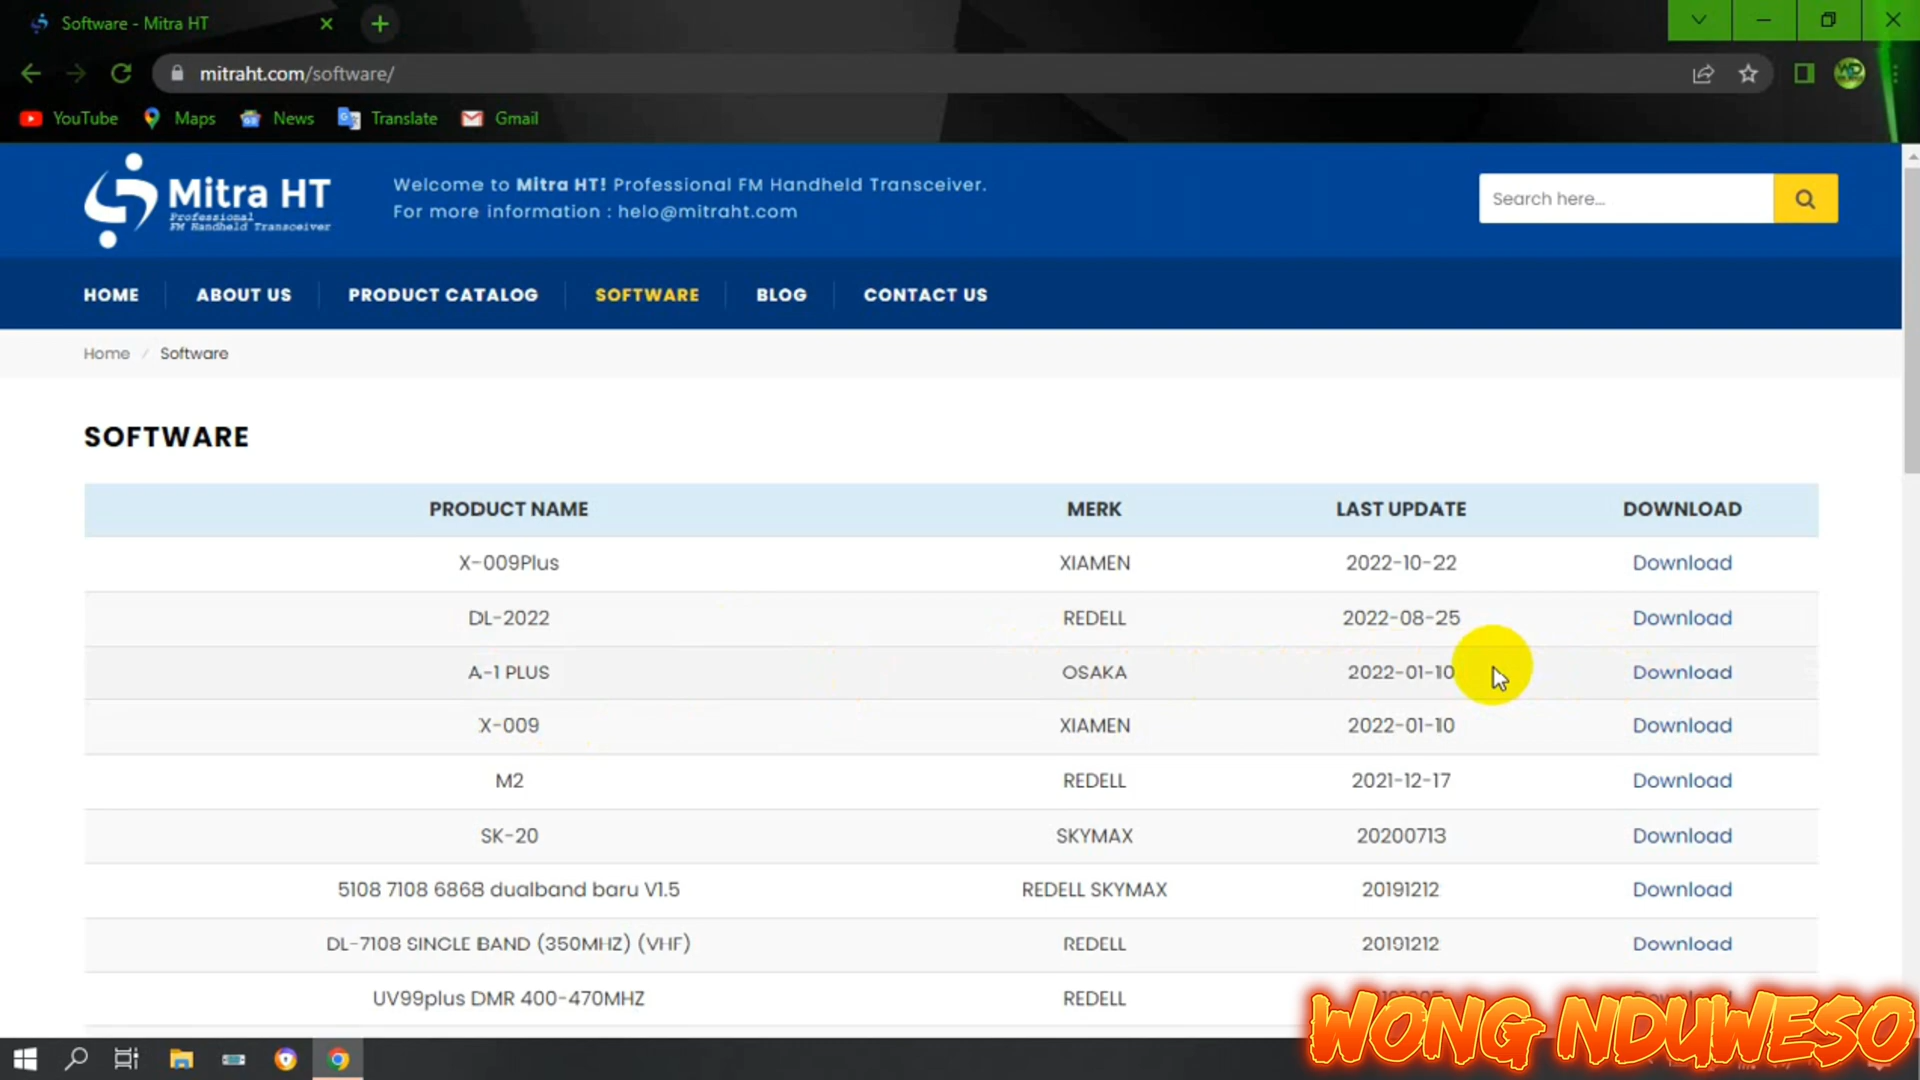 Software - Mitra HT
mitraht.com/software/
YouTube Maps News Translate Gmail
Mitra HT
Professional
FM Handheld Transceiver
Welcome to Mitra HT! Professional FM Handheld Transceiver.
For more information : helo@mitraht.com
Search here...
HOME ABOUT US PRODUCT CATALOG SOFTWARE BLOG CONTACT US
Home / Software
SOFTWARE
PRODUCT NAME MERK LAST UPDATE DOWNLOAD
X-009Plus XIAMEN 2022-10-22 Download
DL-2022 REDELL 2022-08-25 Download
A-1 PLUS OSAKA 2022-01-10 Download
X-009 XIAMEN 2022-01-10 Download
M2 REDELL 2021-12-17 Download
SK-20 SKYMAX 20200713 Download
5108 7108 6868 dualband baru V1.5 REDELL SKYMAX 20191212 Download
DL-7108 SINGLE BAND (350MHZ) (VHF) REDELL 20191212 Download
UV99plus DMR 400-470MHZ REDELL
WONG NDUWESO